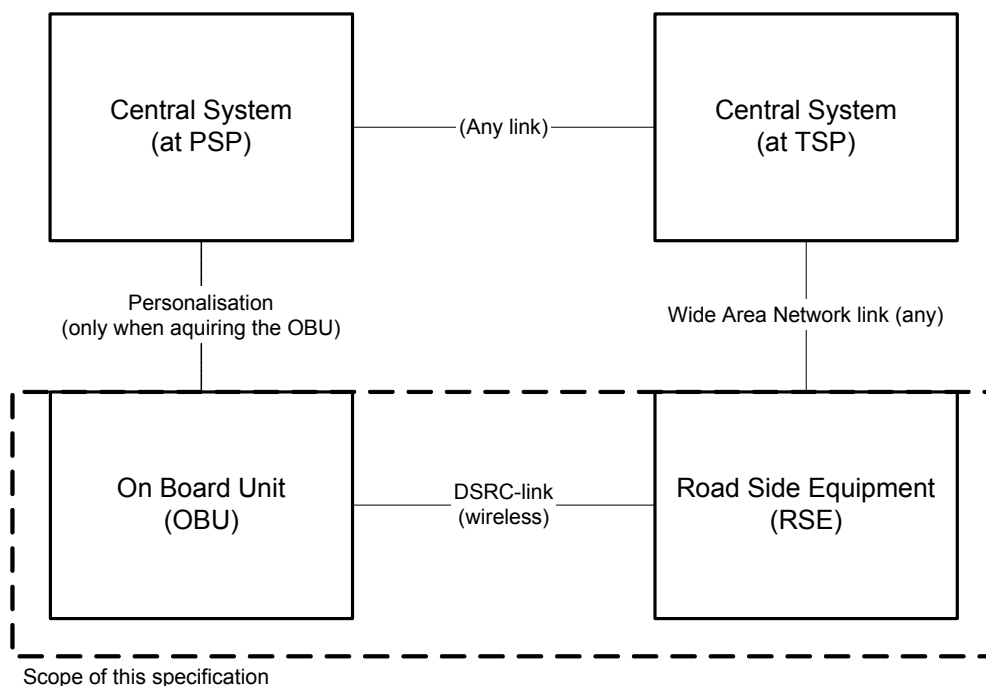 Central System
(at PSP)
(Any link)
Central System
(at TSP)
Personalisation
(only when aquiring the OBU)
Wide Area Network link (any)
On Board Unit
(OBU)
DSRC-link
(wireless)
Road Side Equipment
(RSE)
Scope of this specification